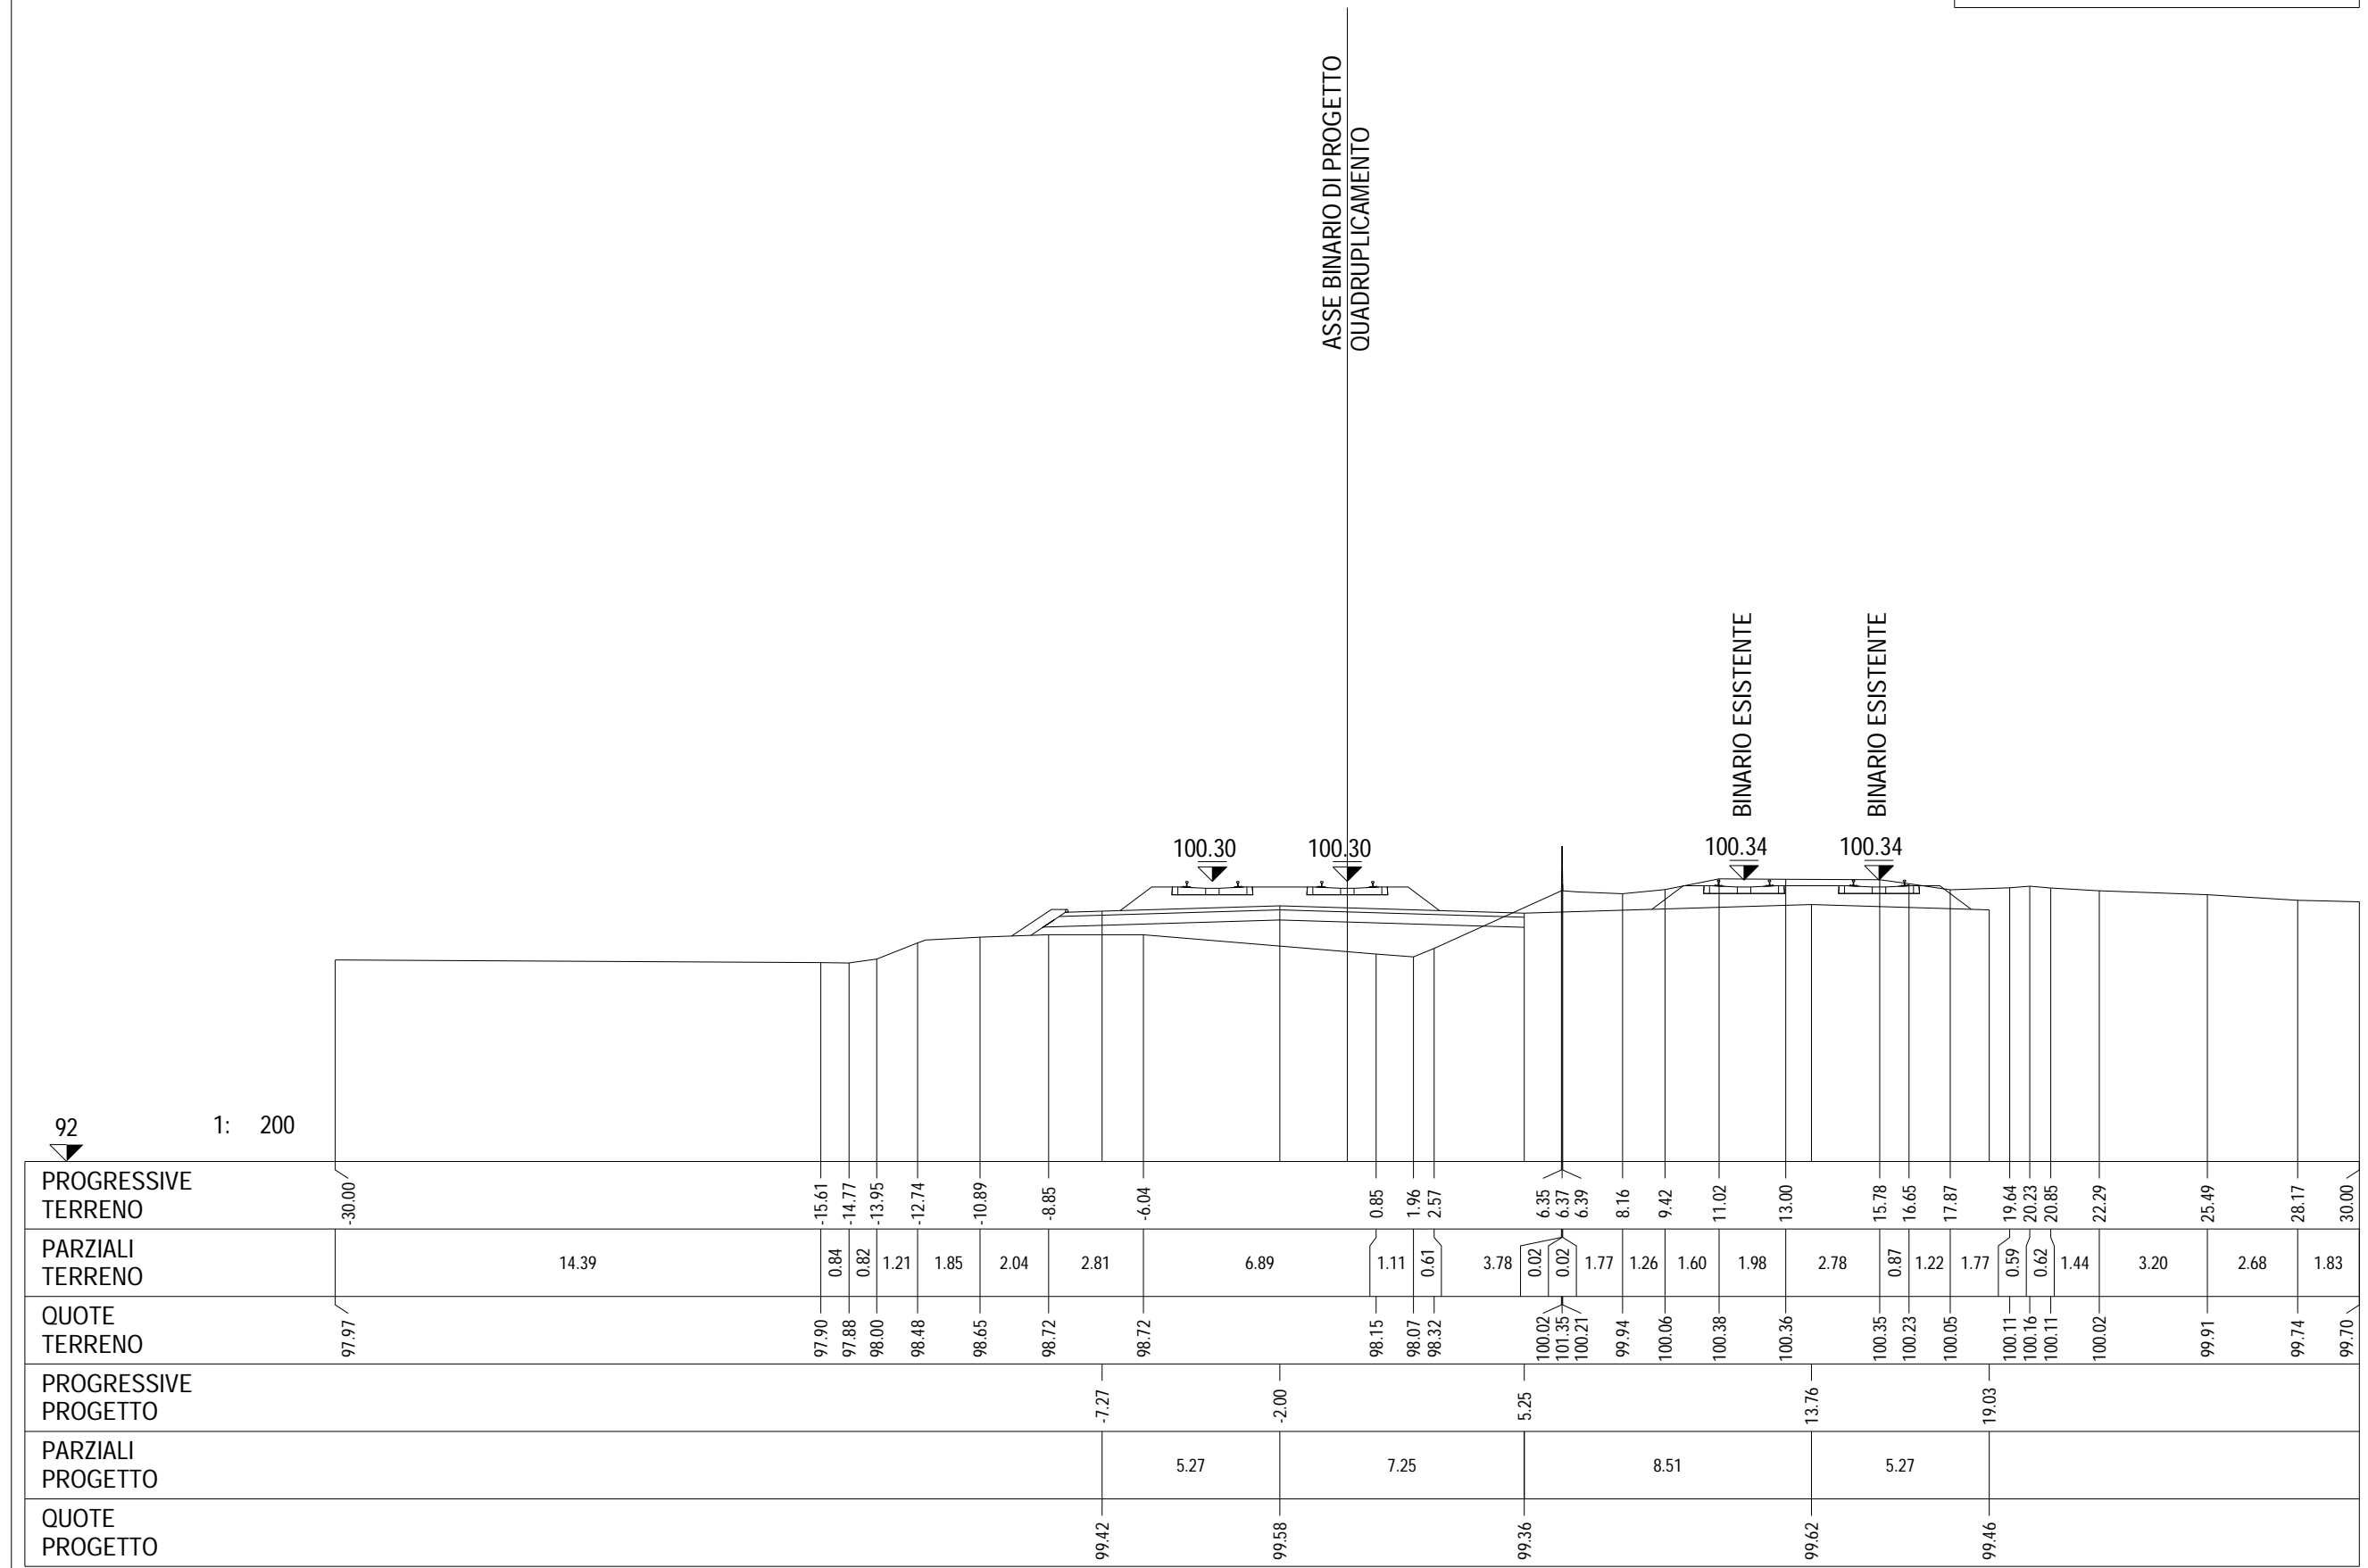 ASSE BINARIO DI PROGETTO
QUADRUPLICAMENTO
BINARIO ESISTENTE
BINARIO ESISTENTE
100.30
100.30
100.34
100.34
92
1: 200
PROGRESSIVE
TERRENO
-30.00 -15.61 -14.77 -13.95 -12.74 -10.89 -8.85 -6.04 0.85 1.96 2.57 6.35 6.37 6.39 8.16 9.42 11.02 13.00 15.78 16.65 17.87 19.64 20.23 20.85 22.29 25.49 28.17 30.00
PARZIALI
TERRENO
14.39 0.84 0.82 1.21 1.85 2.04 2.81 6.89 1.11 0.61 3.78 0.02 0.02 1.77 1.26 1.60 1.98 2.78 0.87 1.22 1.77 0.59 0.62 1.44 3.20 2.68 1.83
QUOTE
TERRENO
97.97 97.90 97.88 98.00 98.48 98.65 98.72 98.72 98.15 98.07 98.32 100.02 101.35 100.21 99.94 100.06 100.38 100.36 100.35 100.23 100.05 100.11 100.16 100.11 100.02 99.91 99.74 99.70
PROGRESSIVE
PROGETTO
-7.27 -2.00 5.25 13.76 19.03
PARZIALI
PROGETTO
5.27 7.25 8.51 5.27
QUOTE
PROGETTO
99.42 99.58 99.36 99.62 99.46